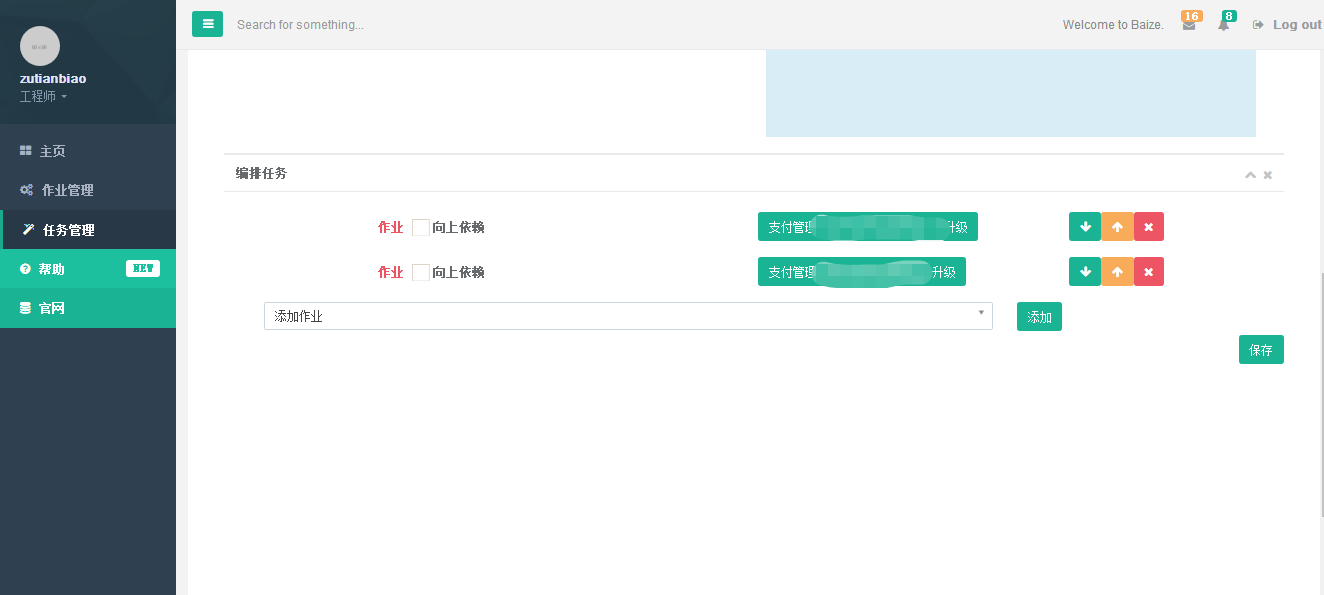 Search for something...
Welcome to Baize.
16
8
Log out
zutianbiao
工程师
主页
作业管理
任务管理
帮助
NEW
官网
编排任务
作业 向上依赖 支付管理 升级
作业 向上依赖 支付管理 升级
添加作业
添加
保存